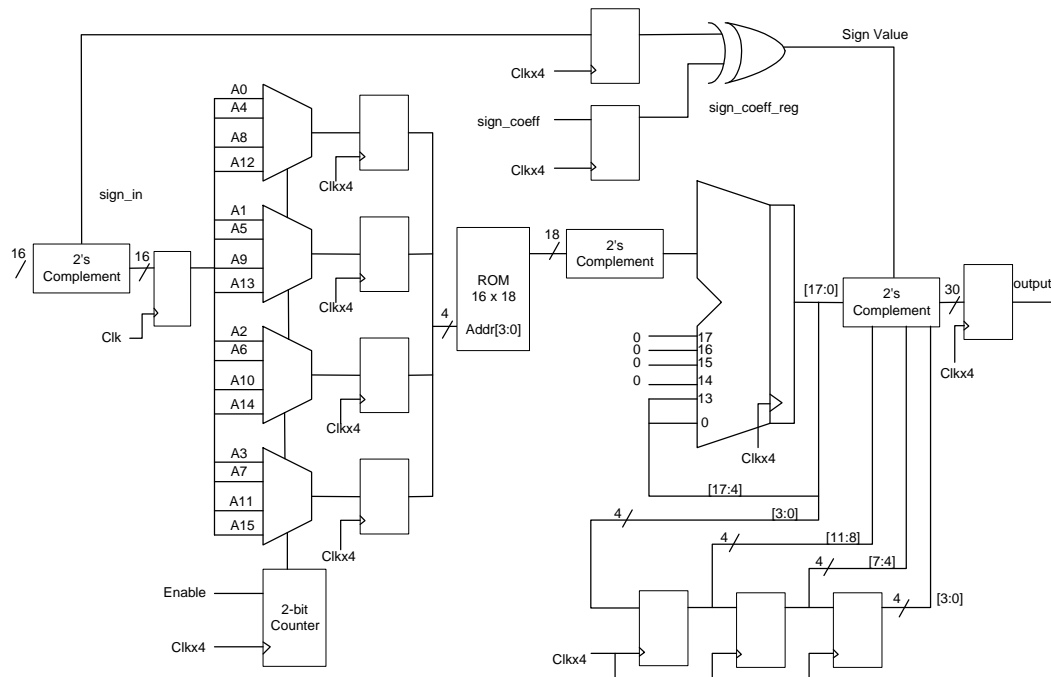 Sign Value
Clkx4
sign_coeff
sign_coeff_reg
Clkx4
A0
A4
A8
A12
Clkx4
sign_in
A1
A5
A9
A13
Clkx4
16
2's
Complement
16
Clk
18
2's
Complement
ROM
16 x 18
Addr[3:0]
4
[17:0]
2's
Complement
30
output
Clkx4
A2
A6
A10
A14
Clkx4
0
17
0
16
0
15
0
14
13
0
Clkx4
[17:4]
A3
A7
A11
A15
Clkx4
4
[3:0]
4
[11:8]
4
[7:4]
4
[3:0]
Enable
2-bit
Counter
Clkx4
Clkx4